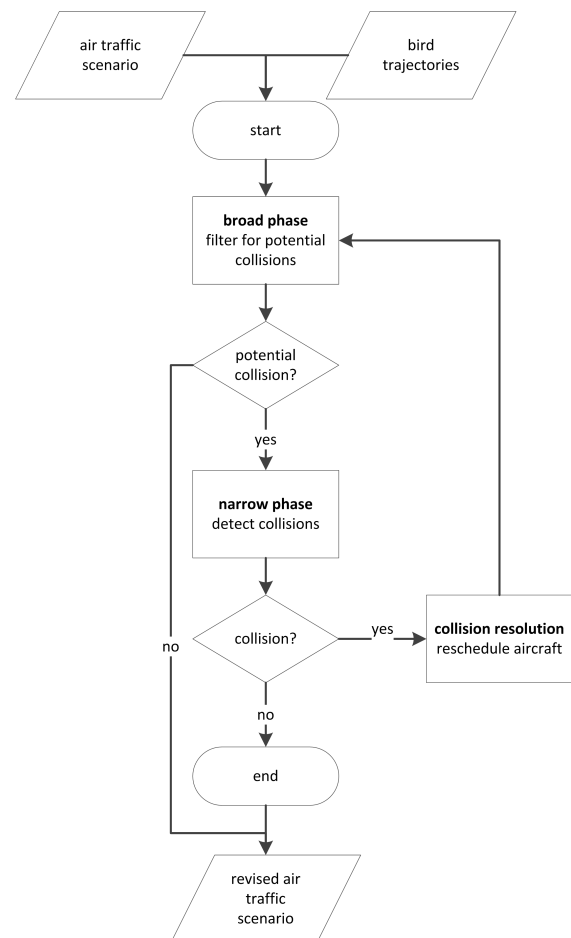 air traffic
scenario
bird
trajectories
start
broad phase
filter for potential
collisions
potential
collision?
yes
narrow phase
detect collisions
collision?
yes
collision resolution
reschedule aircraft
no
no
end
revised air
traffic
scenario